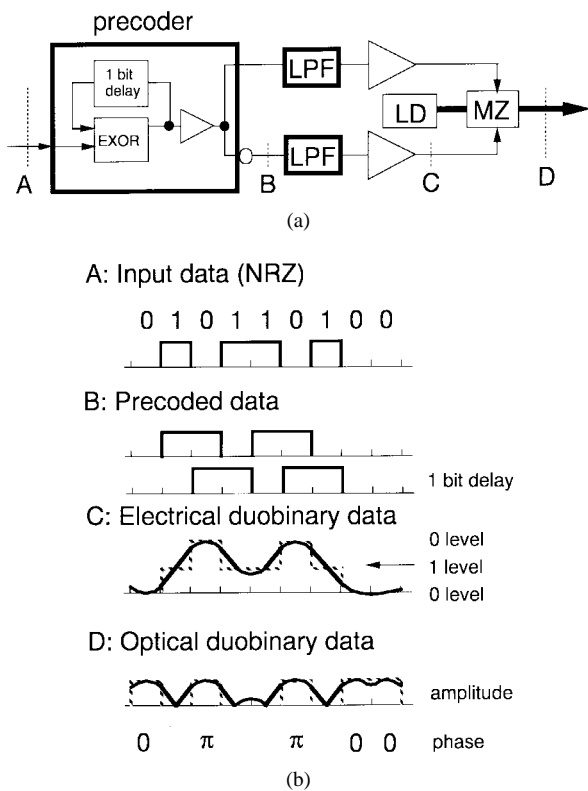 precoder
1 bit
delay
EXOR
LPF
LPF
LD
MZ
A
B
C
D
(a)
A: Input data (NRZ)
0 1 0 1 1 0 1 0 0
B: Precoded data
1 bit delay
C: Electrical duobinary data
0 level
1 level
0 level
D: Optical duobinary data
amplitude
0 π π 0 0 phase
(b)